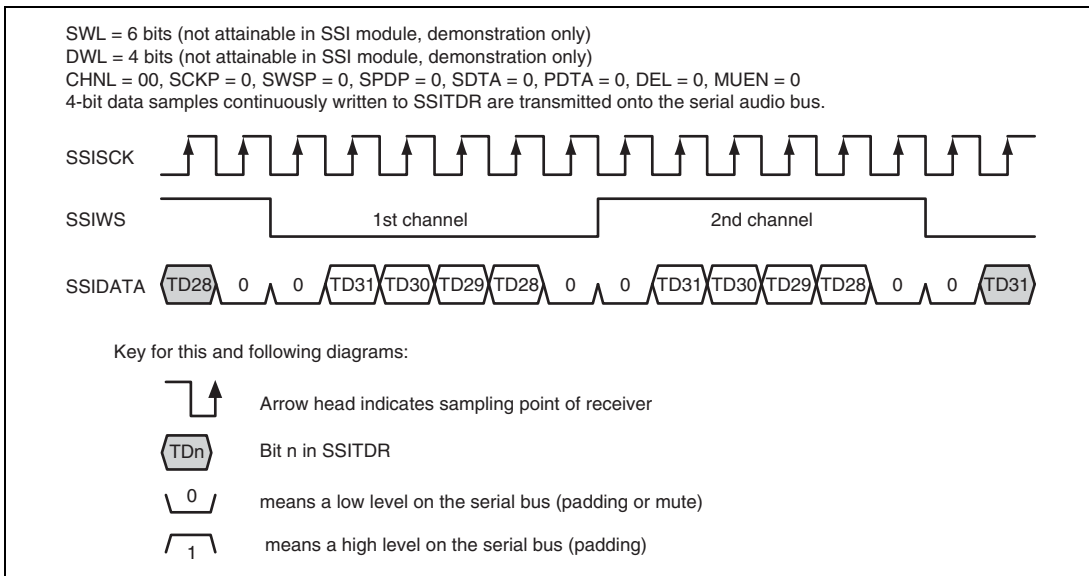 SWL = 6 bits (not attainable in SSI module, demonstration only)
DWL = 4 bits (not attainable in SSI module, demonstration only)
CHNL = 00, SCKP = 0, SWSP = 0, SPDP = 0, SDTA = 0, PDTA = 0, DEL = 0, MUEN = 0
4-bit data samples continuously written to SSITDR are transmitted onto the serial audio bus.
SSISCK
SSIWS 1st channel 2nd channel
SSIDATA TD28 0 0 TD31 TD30 TD29 TD28 0 0 TD31 TD30 TD29 TD28 0 0 TD31
Key for this and following diagrams:
Arrow head indicates sampling point of receiver
TDn Bit n in SSITDR
0 means a low level on the serial bus (padding or mute)
1 means a high level on the serial bus (padding)